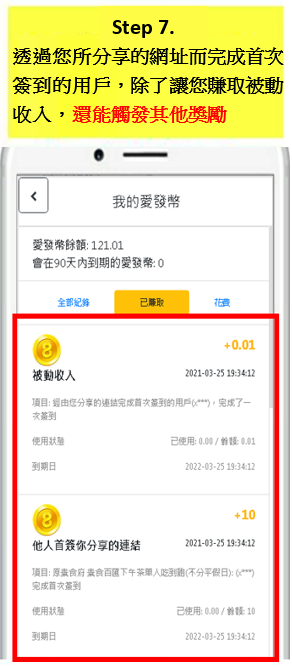 Step 7.
透過您所分享的網址而完成首次
簽到的用戶，除了讓您賺取被動
收入，還能觸發其他獎勵
我的愛發幣
愛發幣餘額: 121.01
會在90天內到期的愛發幣: 0
全部紀錄 已賺取 花費
+0.01
被動收入 2021-03-25 19:34:12
項目: 經由您分享的連結完成首次簽到的用戶(x***)，完成了一
次簽到
使用狀態 已使用: 0.00 / 餘額: 0.01
到期日 2022-03-25 19:34:12
+10
他人首簽你分享的連結 2021-03-25 19:34:12
項目: 原素食府 素食百匯下午茶單人吃到飽(不分平假日): (x***)
完成首次簽到
使用狀態 已使用: 0.00 / 餘額: 10
到期日 2022-03-25 19:34:12